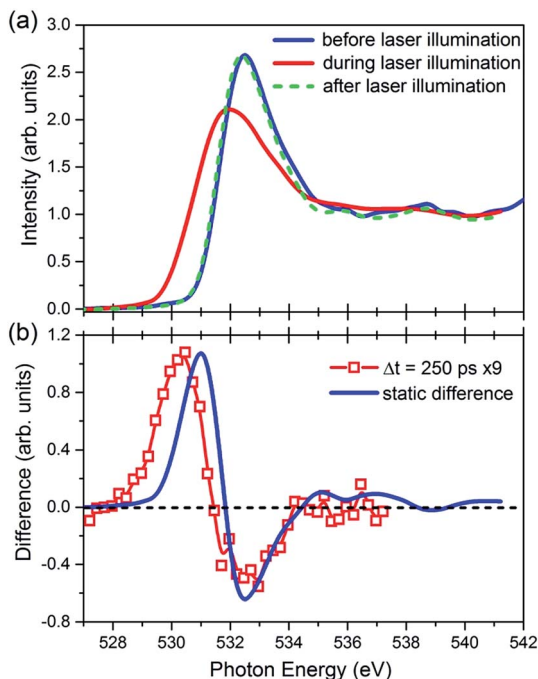 (a)
3.0
2.5
2.0
1.5
1.0
0.5
0.0
Intensity (arb. units)
before laser illumination
during laser illumination
after laser illumination
(b)
1.2
0.8
0.4
0.0
-0.4
-0.8
Difference (arb. units)
Δt = 250 ps x9
static difference
528 530 532 534 536 538 540 542
Photon Energy (eV)